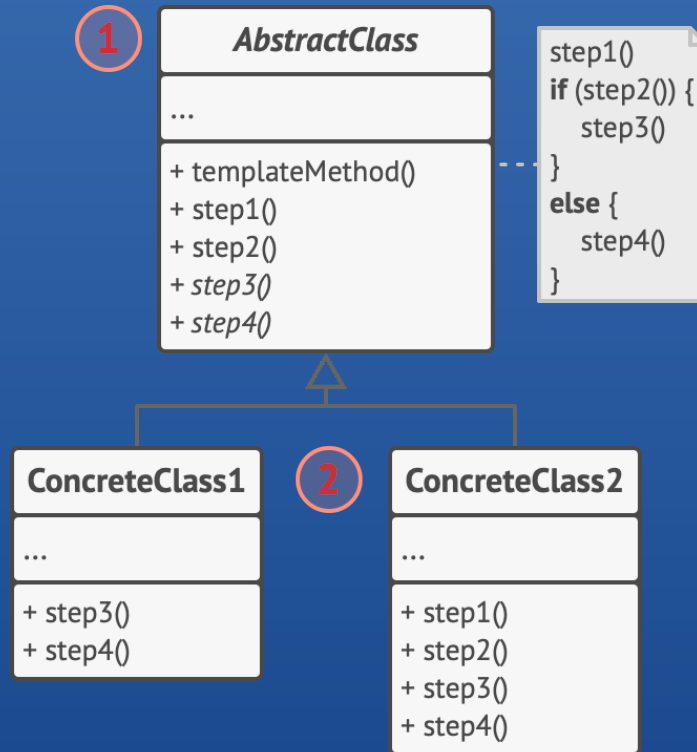 1
AbstractClass
...
+ templateMethod()
+ step1()
+ step2()
+ step3()
+ step4()
step1()
if (step2()) {
step3()
}
else {
step4()
}
2
ConcreteClass1
...
+ step3()
+ step4()
ConcreteClass2
...
+ step1()
+ step2()
+ step3()
+ step4()